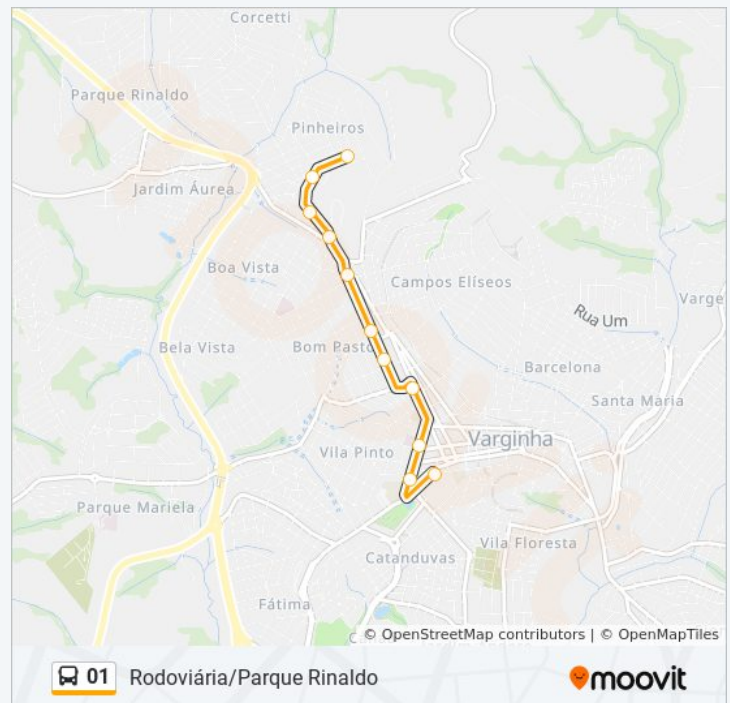 Corcetti
Parque Rinaldo
Pinheiros
Jardim Áurea
Boa Vista
Campos Elíseos
Varge
Rua Um
Bela Vista
Bom Pasto
Barcelona
Santa Maria
Varginha
Vila Pinto
Parque Mariela
Vila Floresta
Catanduvas
Fátima
© OpenStreetMap contributors | © OpenMapTiles
01 Rodoviária/Parque Rinaldo
moovit